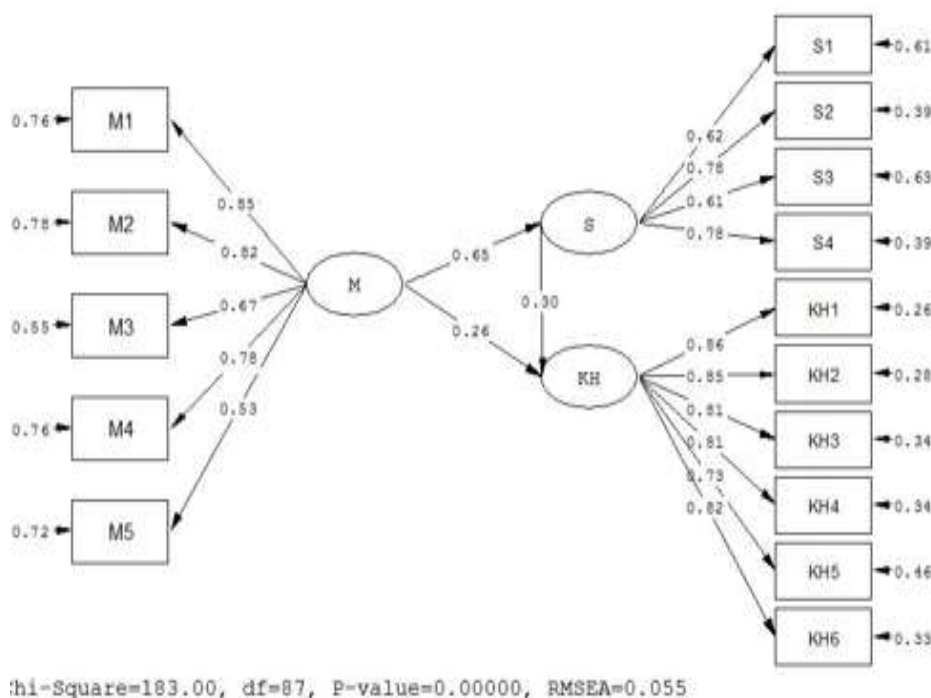 S1
0.61
M1
0.76
S2
0.39
0.62
0.78
S3
0.63
M2
0.78
0.85
0.61
S
S4
0.39
0.78
0.82
0.65
M
KH1
0.26
0.67
0.30
M3
0.55
0.26
0.86
KH2
0.28
KH
0.85
0.78
0.81
KH3
0.34
0.53
0.81
M4
0.76
0.73
KH4
0.34
0.82
M5
0.72
KH5
0.46
KH6
0.33
hi-Square=183.00, df=87, P-value=0.00000, RMSEA=0.055